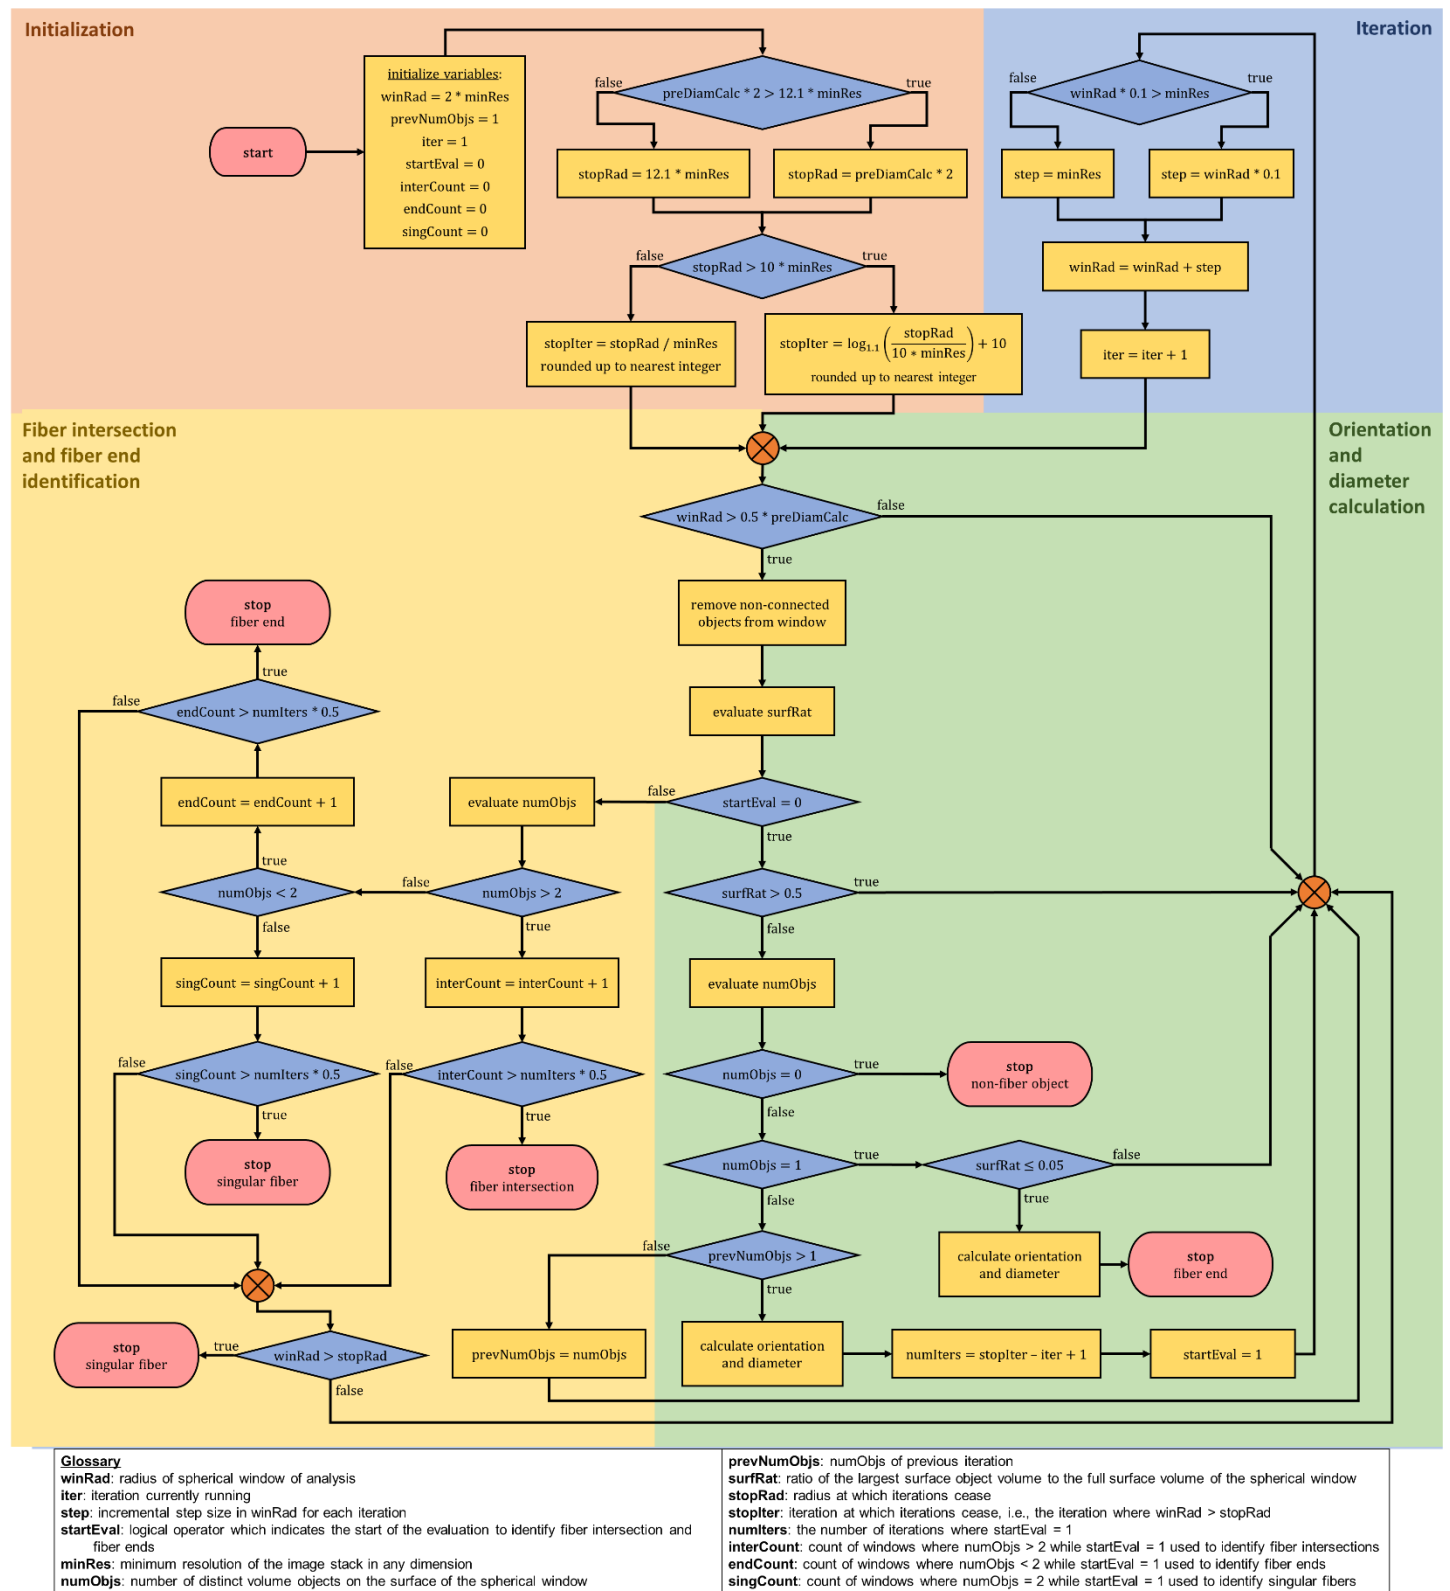 Initialization
Iteration
start
initialize variables:
winRad = 2 * minRes
prevNumObjs = 1
iter = 1
startEval = 0
interCount = 0
endCount = 0
singCount = 0
false
preDiamCalc * 2 > 12.1 * minRes
true
stopRad = 12.1 * minRes
stopRad = preDiamCalc * 2
false
stopRad > 10 * minRes
true
stopIter = stopRad / minRes
rounded up to nearest integer
stopIter = log₁.₁ (stopRad / 10 * minRes) + 10
rounded up to nearest integer
false
winRad * 0.1 > minRes
true
step = minRes
step = winRad * 0.1
winRad = winRad + step
iter = iter + 1
Fiber intersection
and fiber end
identification
Orientation
and
diameter
calculation
winRad > 0.5 * preDiamCalc
false
true
remove non-connected
objects from window
evaluate surfRat
startEval = 0
false
true
surfRat > 0.5
true
false
evaluate numObjs
numObjs = 0
true
stop
non-fiber object
false
numObjs = 1
true
surfRat ≤ 0.05
false
true
calculate orientation
and diameter
stop
fiber end
false
prevNumObjs > 1
false
true
prevNumObjs = numObjs
calculate orientation
and diameter
numIters = stopIter – iter + 1
startEval = 1
evaluate numObjs
numObjs > 2
false
true
interCount = interCount + 1
false
interCount > numIters * 0.5
true
stop
fiber intersection
numObjs < 2
true
false
endCount = endCount + 1
false
endCount > numIters * 0.5
true
stop
fiber end
singCount = singCount + 1
false
singCount > numIters * 0.5
true
stop
singular fiber
stop
singular fiber
true
winRad > stopRad
false
Glossary
winRad: radius of spherical window of analysis
iter: iteration currently running
step: incremental step size in winRad for each iteration
startEval: logical operator which indicates the start of the evaluation to identify fiber intersection and
fiber ends
minRes: minimum resolution of the image stack in any dimension
numObjs: number of distinct volume objects on the surface of the spherical window
prevNumObjs: numObjs of previous iteration
surfRat: ratio of the largest surface object volume to the full surface volume of the spherical window
stopRad: radius at which iterations cease
stopIter: iteration at which iterations cease, i.e., the iteration where winRad > stopRad
numIters: the number of iterations where startEval = 1
interCount: count of windows where numObjs > 2 while startEval = 1 used to identify fiber intersections
endCount: count of windows where numObjs < 2 while startEval = 1 used to identify fiber ends
singCount: count of windows where numObjs = 2 while startEval = 1 used to identify singular fibers